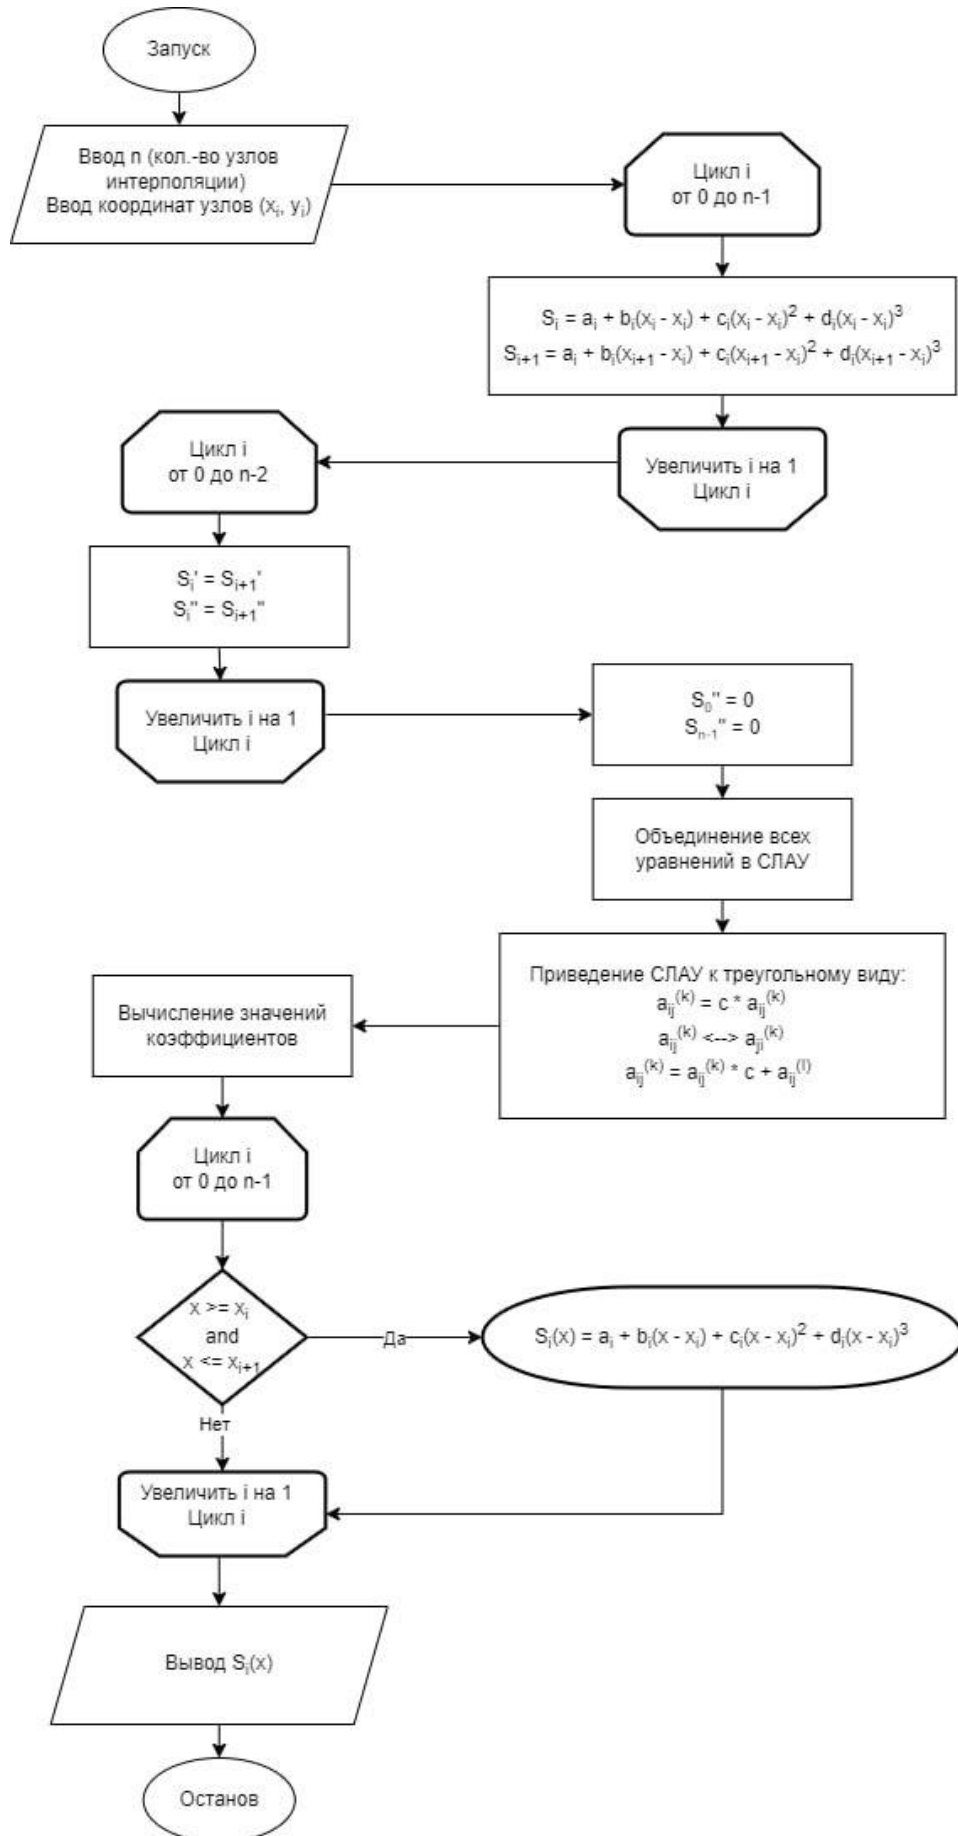 Запуск
Ввод n (кол.-во узлов
интерполяции)
Ввод координат узлов (xᵢ, yᵢ)
Цикл i
от 0 до n-1
Sᵢ = aᵢ + bᵢ(xᵢ - xᵢ) + cᵢ(xᵢ - xᵢ)² + dᵢ(xᵢ - xᵢ)³
Sᵢ₊₁ = aᵢ + bᵢ(xᵢ₊₁ - xᵢ) + cᵢ(xᵢ₊₁ - xᵢ)² + dᵢ(xᵢ₊₁ - xᵢ)³
Увеличить i на 1
Цикл i
Цикл i
от 0 до n-2
Sᵢ' = Sᵢ₊₁'
Sᵢ" = Sᵢ₊₁"
Увеличить i на 1
Цикл i
S₀" = 0
Sₙ₋₁" = 0
Объединение всех
уравнений в СЛАУ
Приведение СЛАУ к треугольному виду:
aᵢⱼ⁽ᵏ⁾ = c * aᵢⱼ⁽ᵏ⁾
aᵢⱼ⁽ᵏ⁾ <--> aⱼᵢ⁽ᵏ⁾
aᵢⱼ⁽ᵏ⁾ = aᵢⱼ⁽ᵏ⁾ * c + aᵢⱼ⁽ˡ⁾
Вычисление значений
коэффициентов
Цикл i
от 0 до n-1
x >= xᵢ
and
x <= xᵢ₊₁
Да
Sᵢ(x) = aᵢ + bᵢ(x - xᵢ) + cᵢ(x - xᵢ)² + dᵢ(x - xᵢ)³
Нет
Увеличить i на 1
Цикл i
Вывод Sᵢ(x)
Останов